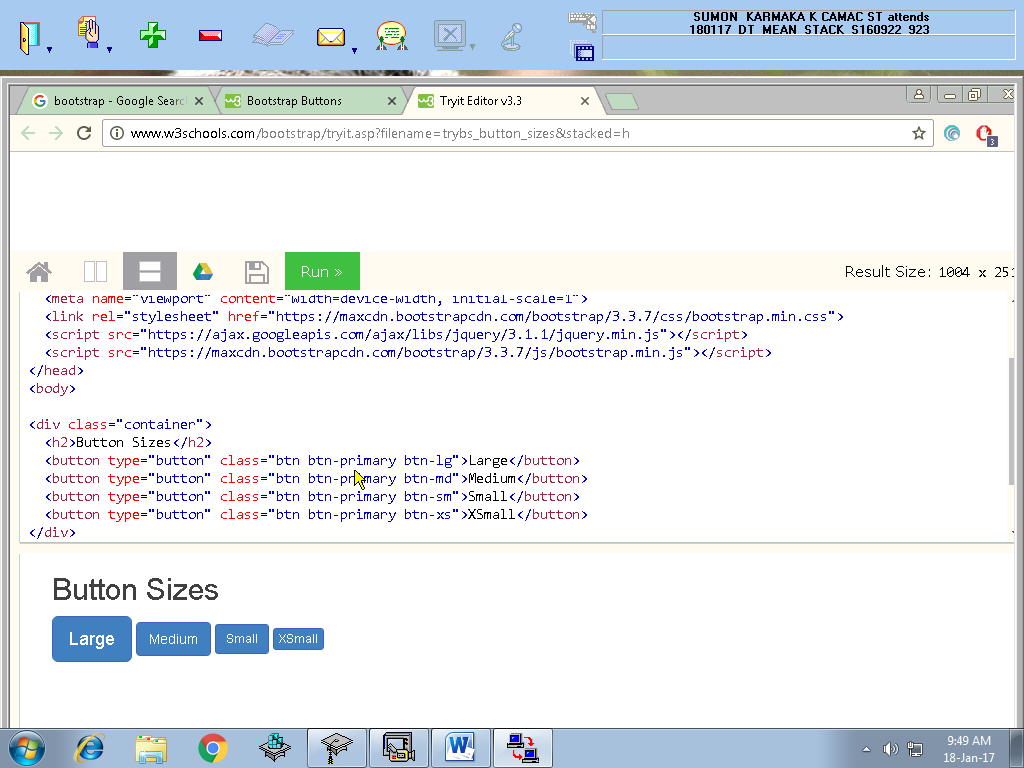 SUMON KARMAKA K CAMAC ST attends
180117 DT MEAN STACK S160922 923
bootstrap - Google Searc
Bootstrap Buttons
Tryit Editor v3.3
www.w3schools.com/bootstrap/tryit.asp?filename=trybs_button_sizes&stacked=h
3
Run »
Result Size: 1004 x 251
<meta name="viewport" content="width=device-width, initial-scale=1">
<link rel="stylesheet" href="https://maxcdn.bootstrapcdn.com/bootstrap/3.3.7/css/bootstrap.min.css">
<script src="https://ajax.googleapis.com/ajax/libs/jquery/3.1.1/jquery.min.js"></script>
<script src="https://maxcdn.bootstrapcdn.com/bootstrap/3.3.7/js/bootstrap.min.js"></script>
</head>
<body>
<div class="container">
<h2>Button Sizes</h2>
<button type="button" class="btn btn-primary btn-lg">Large</button>
<button type="button" class="btn btn-primary btn-md">Medium</button>
<button type="button" class="btn btn-primary btn-sm">Small</button>
<button type="button" class="btn btn-primary btn-xs">XSmall</button>
</div>
Button Sizes
Large Medium Small XSmall
9:49 AM
18-Jan-17